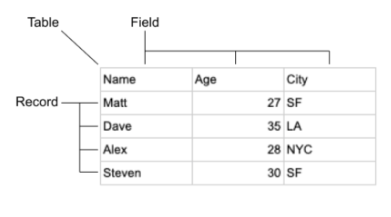 Table Field
Name Age City
Record Matt 27 SF
Dave 35 LA
Alex 28 NYC
Steven 30 SF